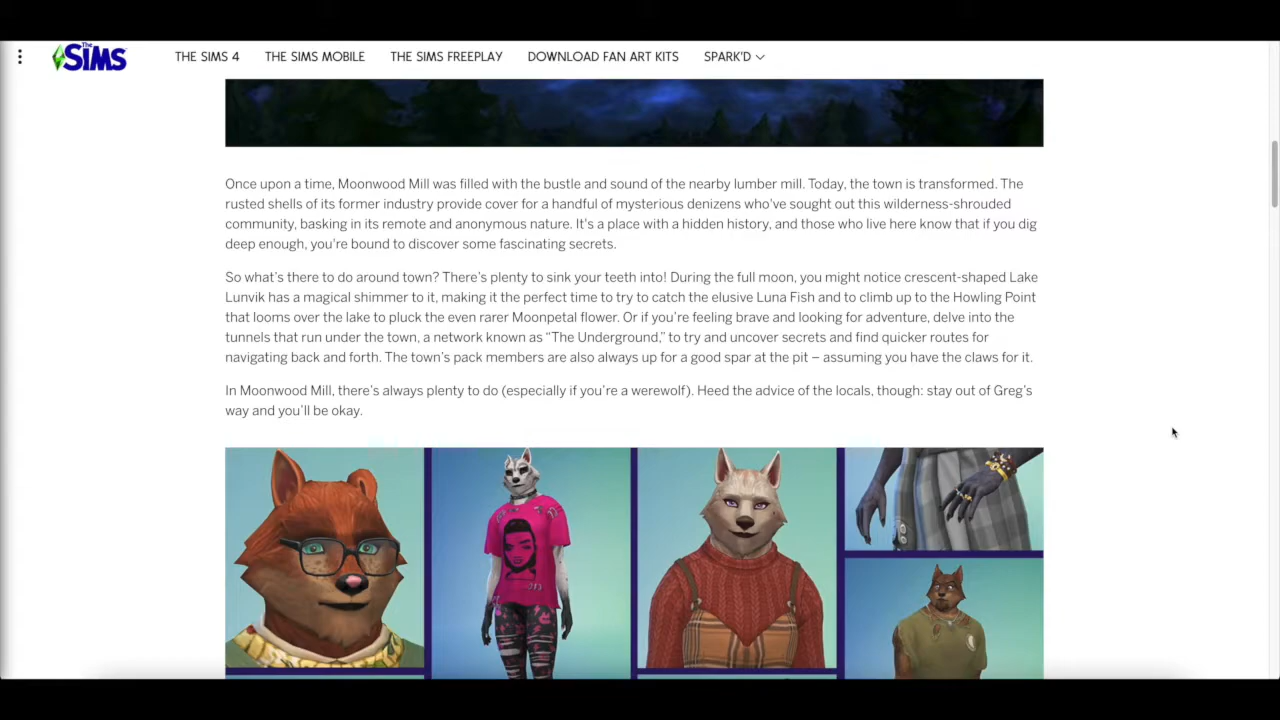 The SIMS
THE SIMS 4 THE SIMS MOBILE THE SIMS FREEPLAY DOWNLOAD FAN ART KITS SPARK'D
Once upon a time, Moonwood Mill was filled with the bustle and sound of the nearby lumber mill. Today, the town is transformed. The
rusted shells of its former industry provide cover for a handful of mysterious denizens who've sought out this wilderness-shrouded
community, basking in its remote and anonymous nature. It's a place with a hidden history, and those who live here know that if you dig
deep enough, you're bound to discover some fascinating secrets.
So what's there to do around town? There's plenty to sink your teeth into! During the full moon, you might notice crescent-shaped Lake
Lunvik has a magical shimmer to it, making it the perfect time to try to catch the elusive Luna Fish and to climb up to the Howling Point
that looms over the lake to pluck the even rarer Moonpetal flower. Or if you're feeling brave and looking for adventure, delve into the
tunnels that run under the town, a network known as “The Underground,” to try and uncover secrets and find quicker routes for
navigating back and forth. The town's pack members are also always up for a good spar at the pit – assuming you have the claws for it.
In Moonwood Mill, there's always plenty to do (especially if you're a werewolf). Heed the advice of the locals, though: stay out of Greg's
way and you'll be okay.